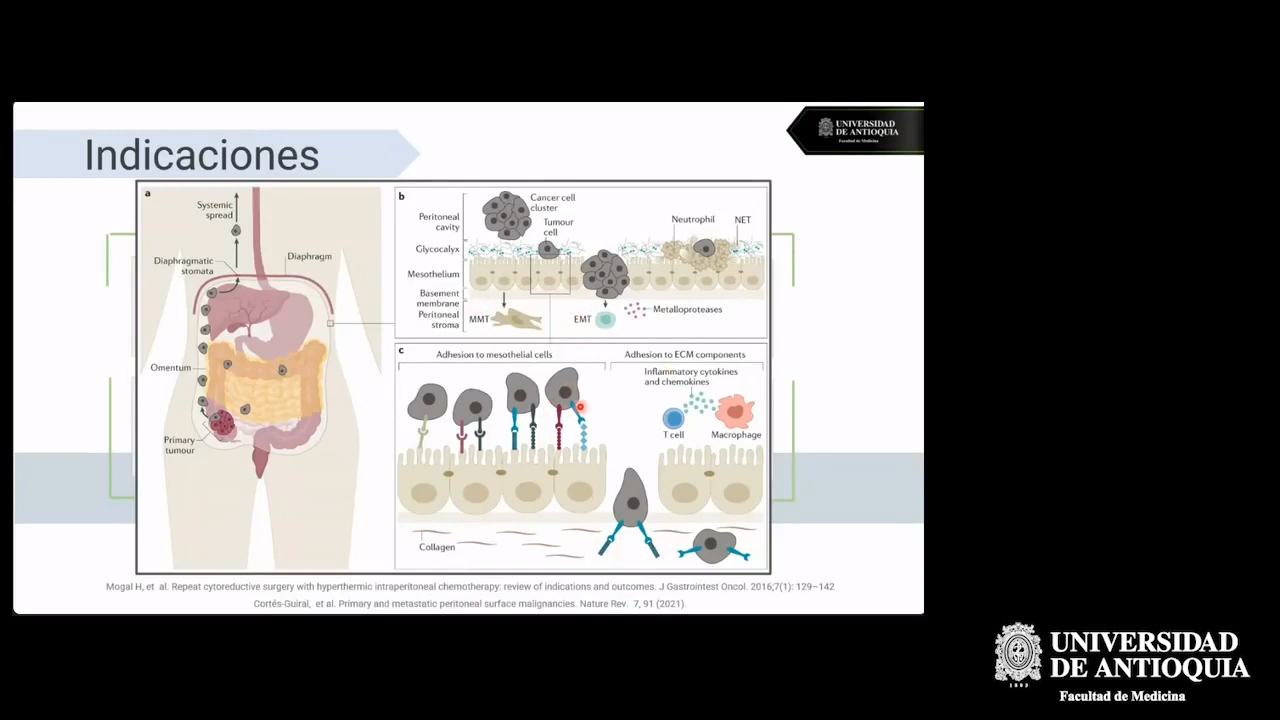 Indicaciones
UNIVERSIDAD
DE ANTIOQUIA
Facultad de Medicina
a
Systemic
spread
Diaphragmatic
stomata
Diaphragm
Omentum
Primary
tumour
b
Cancer cell
cluster
Peritoneal
cavity
Tumour
cell
Neutrophil
NET
Glycocalyx
Mesothelium
Basement
membrane
Peritoneal
stroma
MMT
EMT
Metalloproteases
c
Adhesion to mesothelial cells
Adhesion to ECM components
Inflammatory cytokines
and chemokines
T cell
Macrophage
Collagen
Mogal H, et al. Repeat cytoreductive surgery with hyperthermic intraperitoneal chemotherapy: review of indications and outcomes. J Gastrointest Oncol. 2016;7(1): 129–142
Cortés-Guiral, et al. Primary and metastatic peritoneal surface malignancies. Nature Rev. 7, 91 (2021).
UNIVERSIDAD
DE ANTIOQUIA
1803
Facultad de Medicina